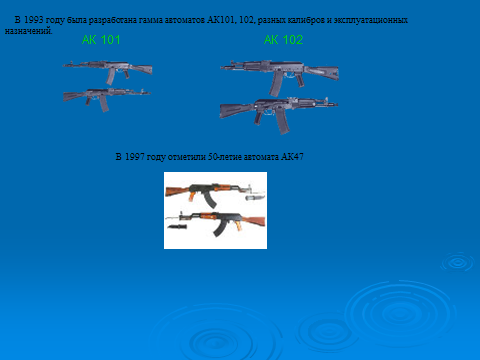 В 1993 году была разработана гамма автоматов АК101, 102, разных калибров и эксплуатационных
назначений.
АК 101
АК 102
В 1997 году отметили 50-летие автомата АК47